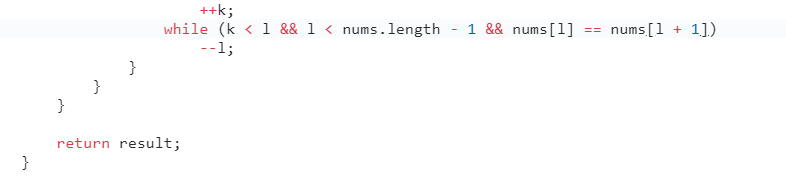 ++k;
while (k < l && l < nums.length - 1 && nums[l] == nums[l + 1])
--l;
}
}
}
return result;
}